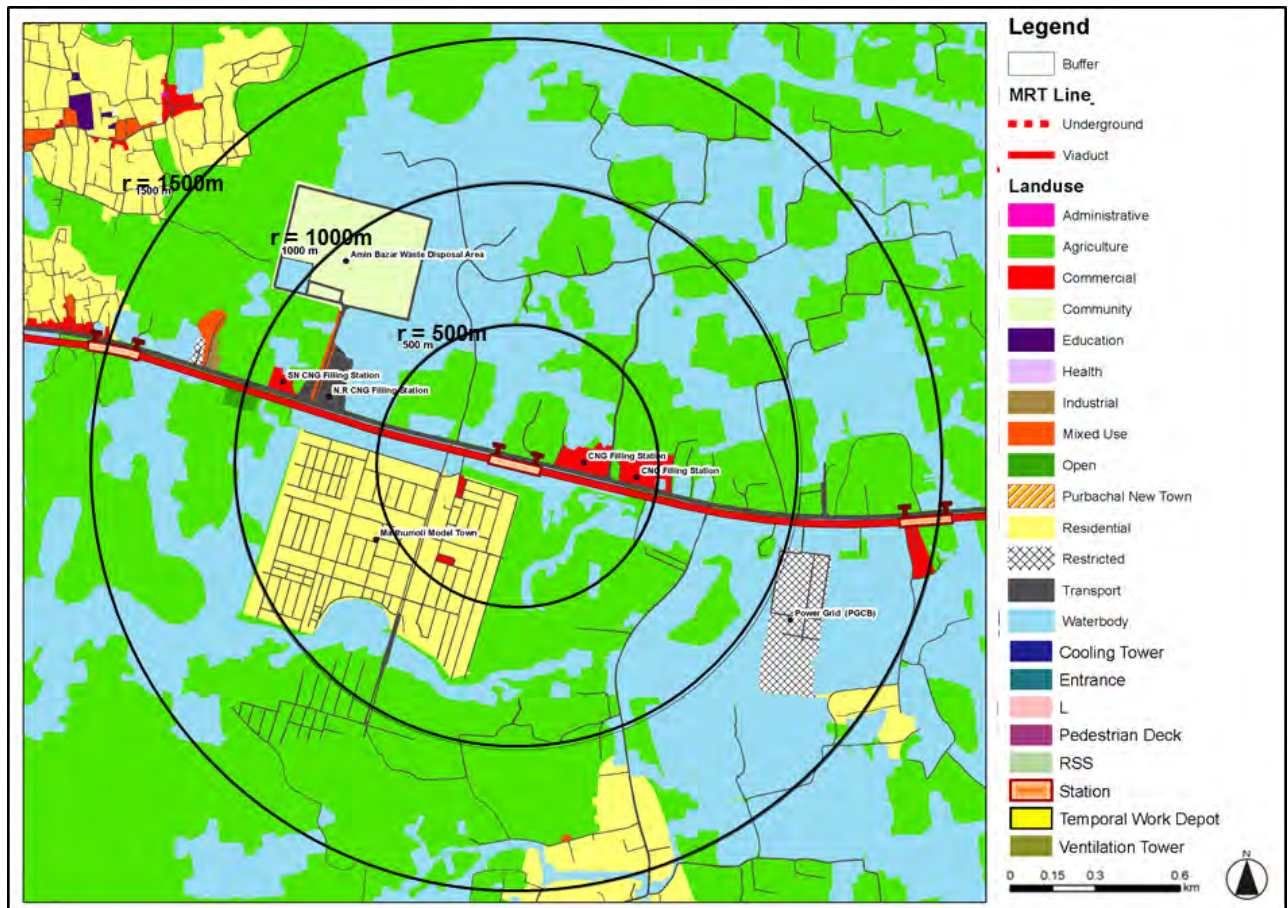 r = 1500m
1500 m
r = 1000m
1000 m
Amin Bazar Waste Disposal Area
r = 500m
500 m
SN CNG Filling Station
N.R CNG Filling Station
CNG Filling Station
CNG Filling Station
Madhumoti Model Town
Power Grid (PGCB)
Legend
Buffer
MRT Line
Underground
Viaduct
Landuse
Administrative
Agriculture
Commercial
Community
Education
Health
Industrial
Mixed Use
Open
Purbachal New Town
Residential
Restricted
Transport
Waterbody
Cooling Tower
Entrance
L
Pedestrian Deck
RSS
Station
Temporal Work Depot
Ventilation Tower
0 0.15 0.3 0.6
km
N